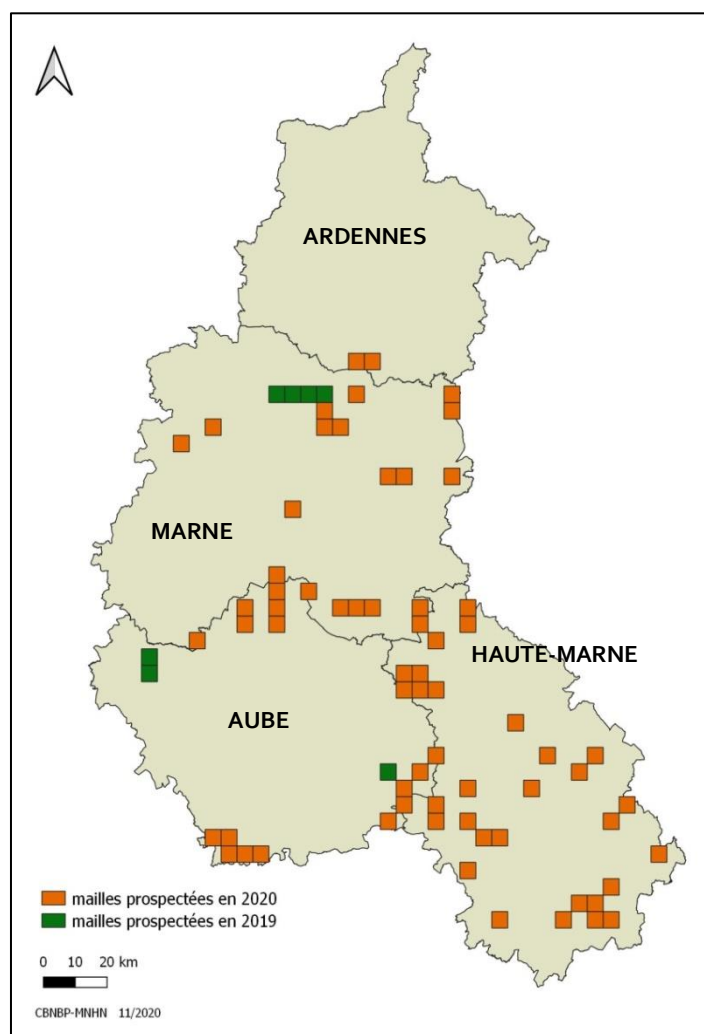 ARDENNES
MARNE
HAUTE-MARNE
AUBE
mailles prospectées en 2020
mailles prospectées en 2019
0 10 20 km
CBNBP-MNHN 11/2020